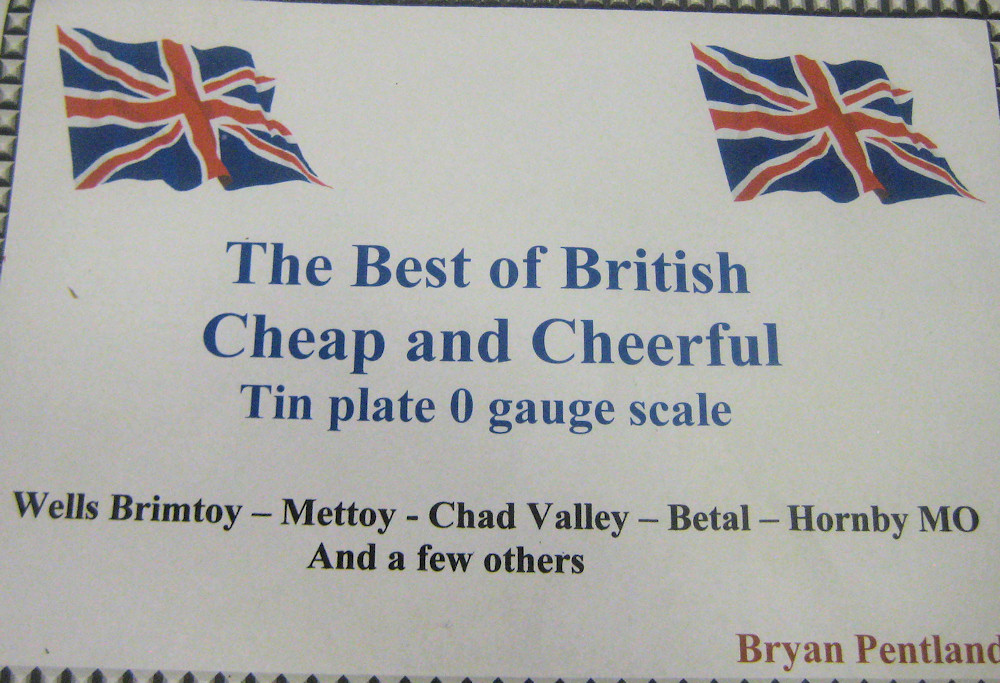 The Best of British
Cheap and Cheerful
Tin plate 0 gauge scale
Wells Brimtoy – Mettoy - Chad Valley – Betal – Hornby MO
And a few others
Bryan Pentland